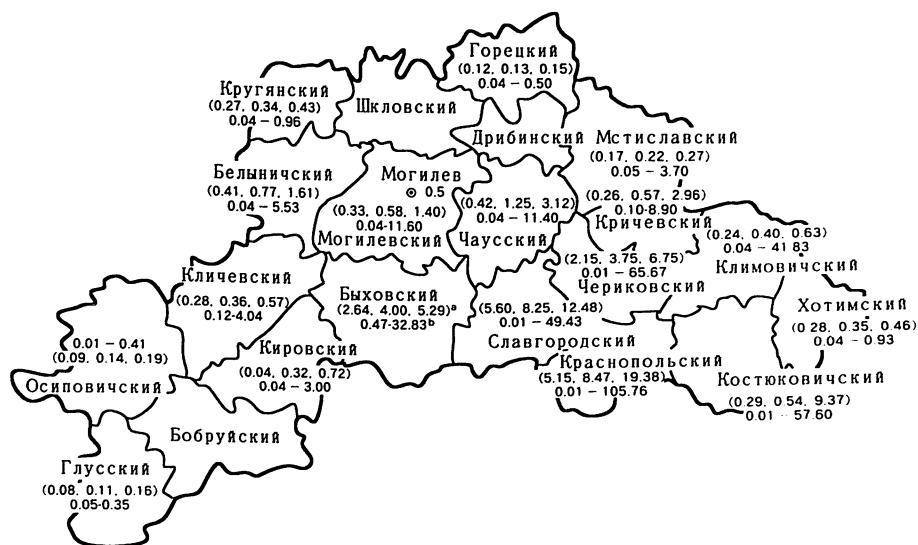 Горецкий
(0.12, 0.13, 0.15)
0.04 – 0.50
Кругянский
(0.27, 0.34, 0.43)
0.04 – 0.96
Шкловский
Дрибинский
Мстиславский
(0.17, 0.22, 0.27)
0.05 – 3.70
Белыничский
(0.41, 0.77, 1.61)
0.04 – 5.53
Могилев
0.5
(0.33, 0.58, 1.40)
0.04-11.60
Могилевский
(0.42, 1.25, 3.12)
0.04 – 11.40
Чаусский
(0.26, 0.57, 2.96)
0.10-8.90
Кричевский
(0.24, 0.40, 0.63)
0.04 – 41.83
Климовичский
(2.15, 3.75, 6.75)
0.01 – 65.67
Чериковский
Кличевский
(0.28, 0.36, 0.57)
0.12-4.04
Быховский
(2.64, 4.00, 5.29)a
0.47-32.83b
(5.60, 8.25, 12.48)
0.01 – 49.43
Славгородский
Хотимский
(0.28, 0.35, 0.46)
0.04 – 0.93
0.01 – 0.41
(0.09, 0.14, 0.19)
Осиповичский
Кировский
(0.04, 0.32, 0.72)
0.04 – 3.00
Краснопольский
(5.15, 8.47, 19.38)
0.01 – 105.76
Костюковичский
(0.29, 0.54, 9.37)
0.01 – 57.60
Бобруйский
Глусский
(0.08, 0.11, 0.16)
0.05-0.35